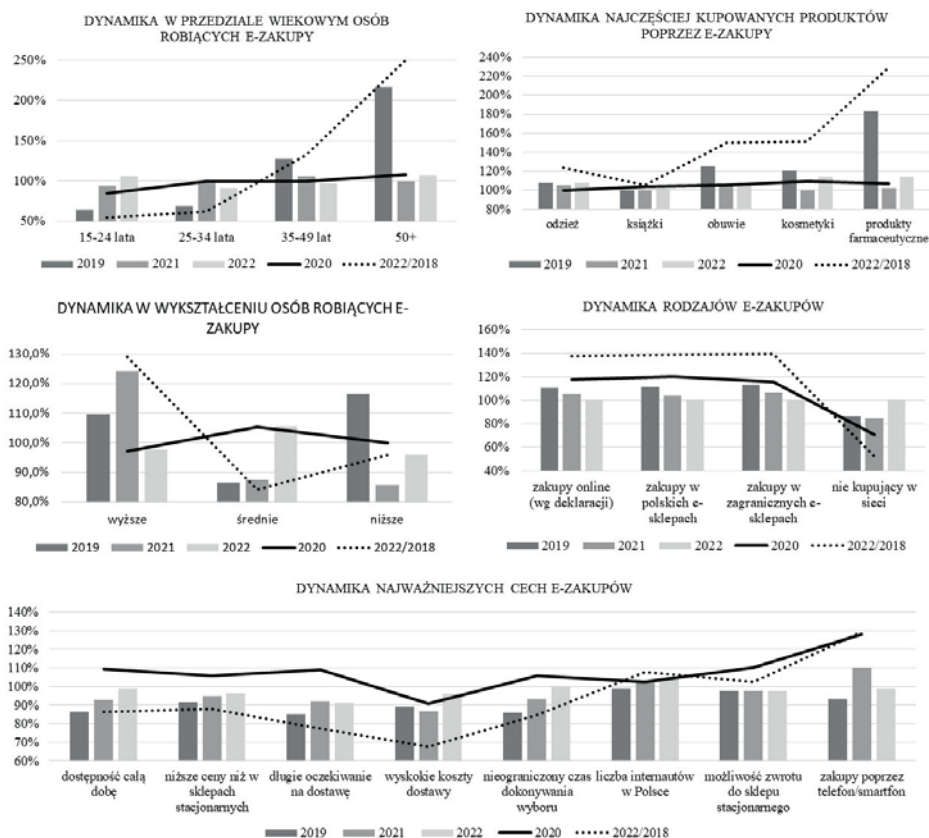 DYNAMIKA W PRZEDZIALE WIEKOWYM OSÓB
ROBIĄCYCH E-ZAKUPY
250%
200%
150%
100%
50%
15-24 lata 25-34 lata 35-49 lat 50+
2019 2021 2022 2020 2022/2018
DYNAMIKA NAJCZĘŚCIEJ KUPOWANYCH PRODUKTÓW
POPRZEZ E-ZAKUPY
240%
220%
200%
180%
160%
140%
120%
100%
80%
odzież książki obuwie kosmetyki produkty
farmaceutyczne
2019 2021 2022 2020 2022/2018
DYNAMIKA W WYKSZTAŁCENIU OSÓB ROBIĄCYCH E-
ZAKUPY
130,0%
120,0%
110,0%
100,0%
90,0%
80,0%
wyższe średnie niższe
2019 2021 2022 2020 2022/2018
DYNAMIKA RODZAJÓW E-ZAKUPÓW
160%
140%
120%
100%
80%
60%
40%
zakupy online zakupy w zakupy w nie kupujący w
(wg deklaracji) polskich e- zagranicznych e- sieci
sklepach sklepach
2019 2021 2022 2020 2022/2018
DYNAMIKA NAJWAŻNIEJSZYCH CECH E-ZAKUPÓW
140%
130%
120%
110%
100%
90%
80%
70%
60%
dostępność całą niższe ceny niż w długie oczekiwanie wyskokie koszty nieograniczony czas liczba internautów możliwość zwrotu zakupy poprzez
dobę sklepach na dostawę dostawy dokonywania w Polsce do sklepu telefon/smartfon
stacjonarnych wyboru stacjonarnego
2019 2021 2022 2020 2022/2018